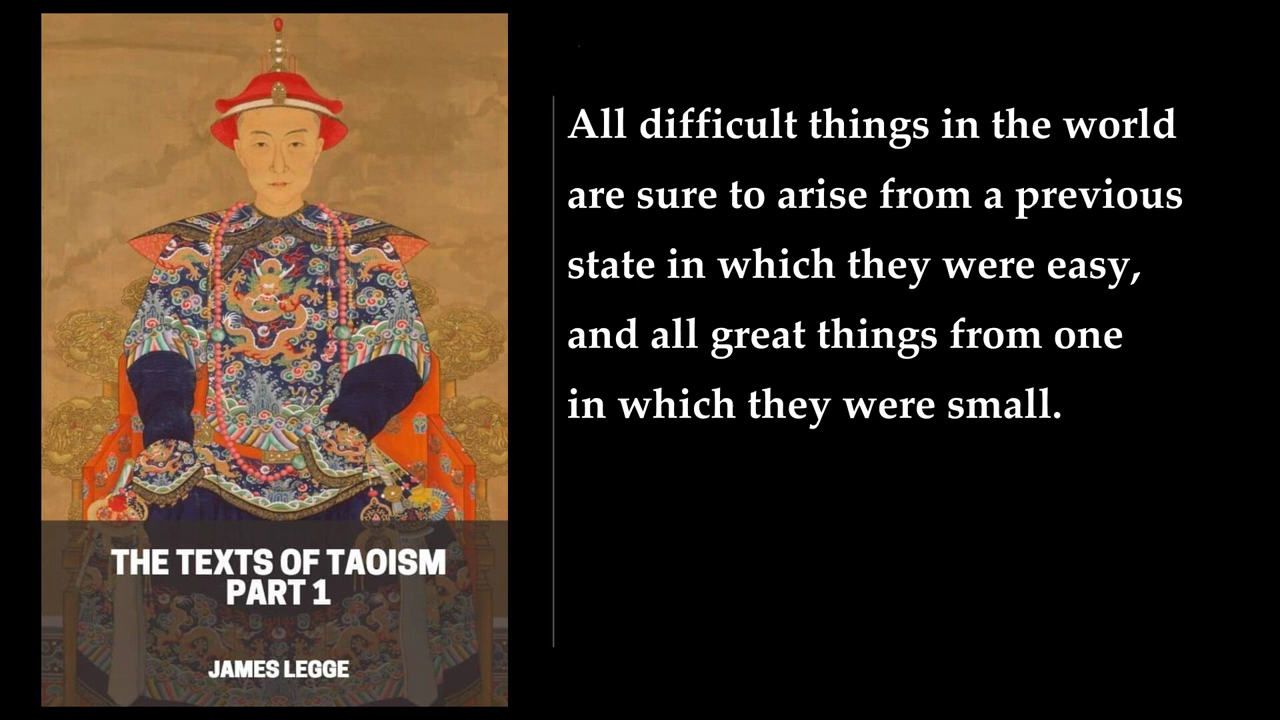 All difficult things in the world
are sure to arise from a previous
state in which they were easy,
and all great things from one
in which they were small.
THE TEXTS OF TAOISM
PART 1
JAMES LEGGE